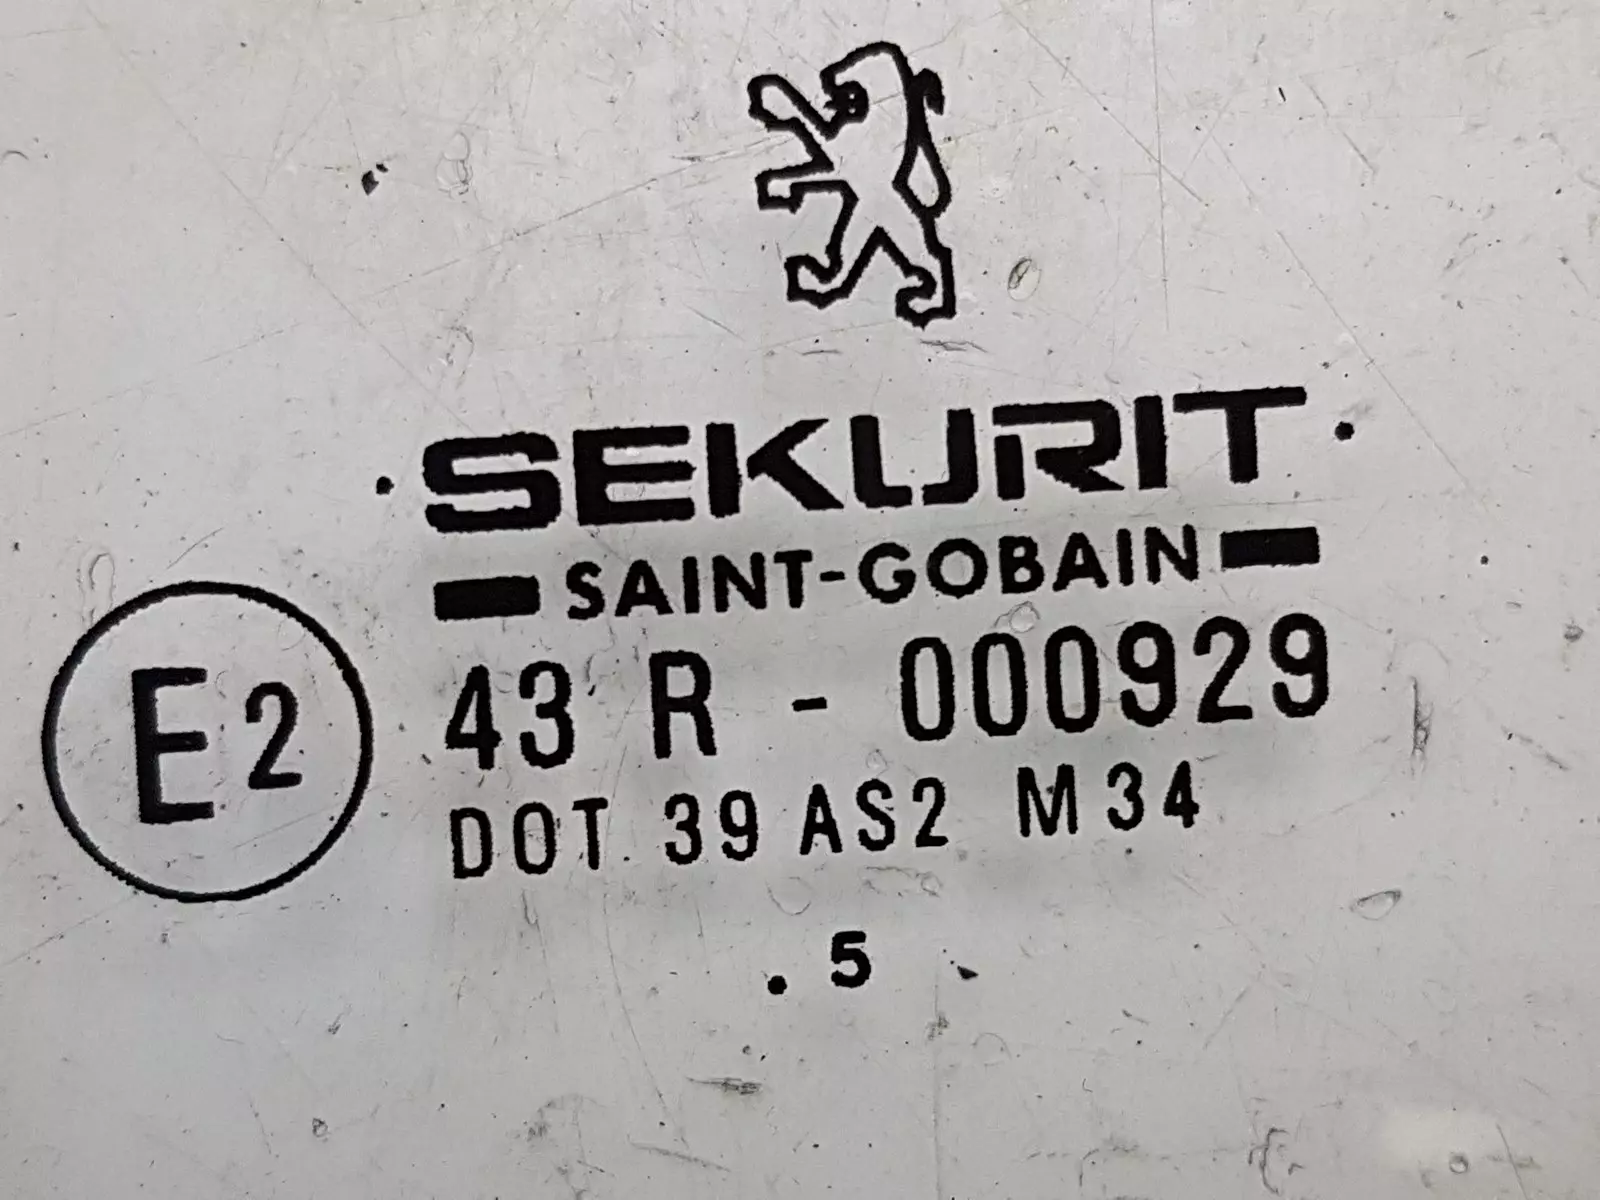 SEKURIT
SAINT-GOBAIN
E2
43 R - 000929
DOT 39 AS2 M34
. 5